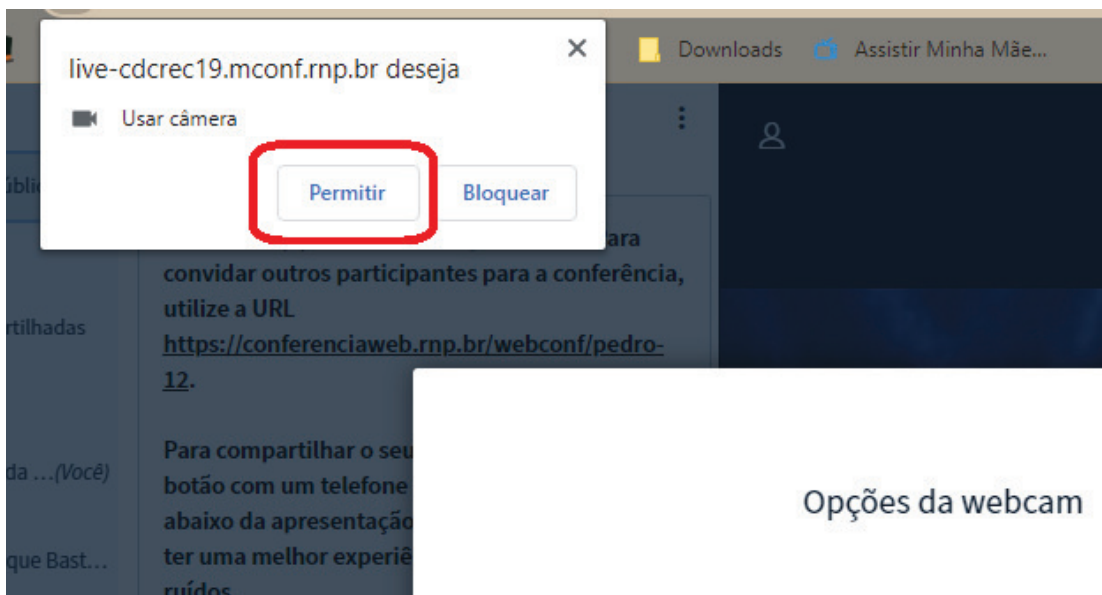 Downloads
Assistir Minha Mãe...
live-cdcrec19.mconf.rnp.br deseja
Usar câmera
Permitir
Bloquear
convidar outros participantes para a conferência,
utilize a URL
https://conferenciaweb.rnp.br/webconf/pedro-
12.
rtilhadas
Para compartilhar o seu
botão com um telefone
abaixo da apresentação
ter uma melhor experiê
ruídos
da ...(Você)
que Bast...
Opções da webcam